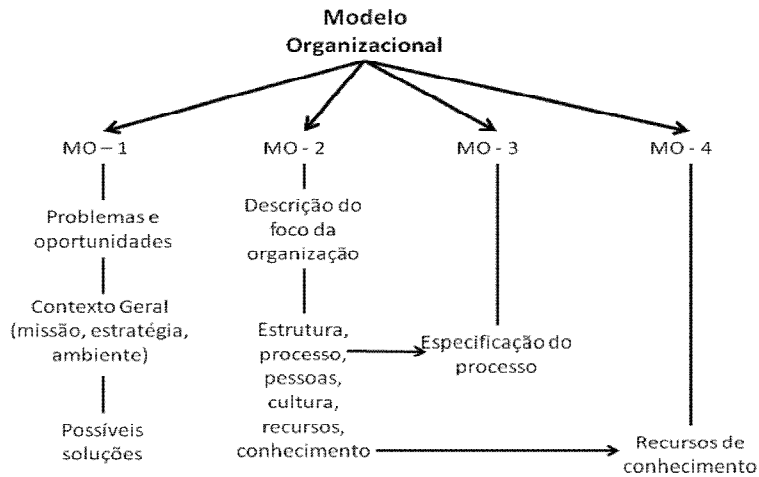 Modelo
Organizacional
MO – 1
MO - 2
MO - 3
MO - 4
Problemas e
oportunidades
Contexto Geral
(missão, estratégia,
ambiente)
Possíveis
soluções
Descrição do
foco da
organização
Estrutura,
processo,
pessoas,
cultura,
recursos,
conhecimento
Especificação do
processo
Recursos de
conhecimento